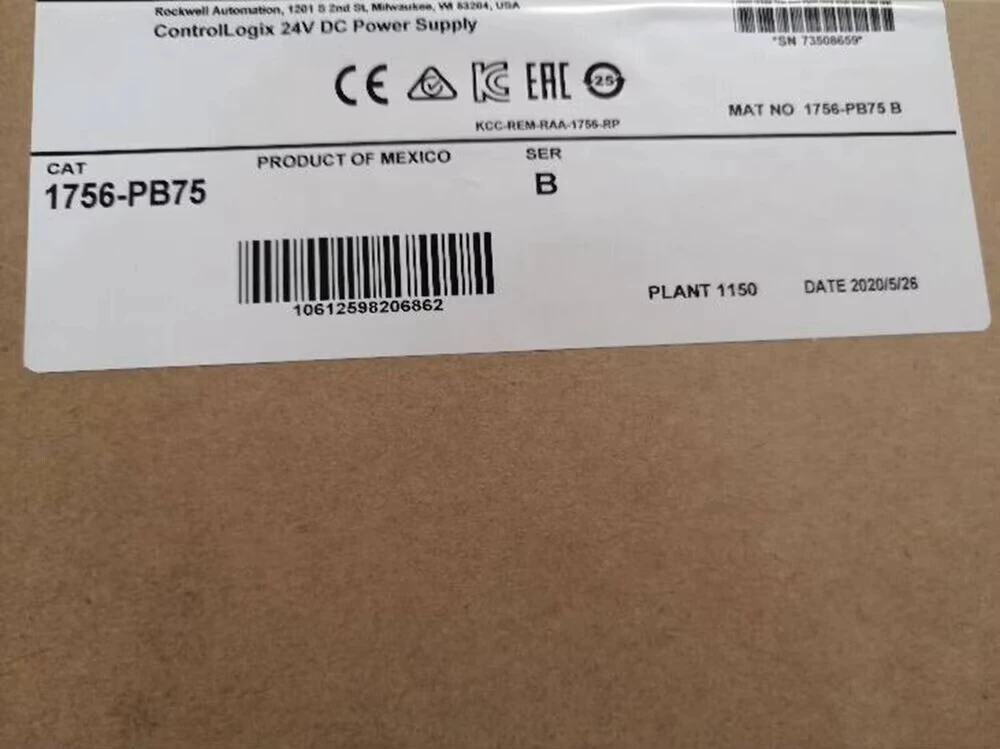 Rockwell Automation, 1201 S 2nd St, Milwaukee, WI 53204, USA
ControlLogix 24V DC Power Supply
*SN 73508659*
CE
EAC
25
MAT NO 1756-PB75 B
KCC-REM-RAA-1756-RP
CAT
PRODUCT OF MEXICO
SER
1756-PB75
B
10612598206862
PLANT 1150
DATE 2020/5/26